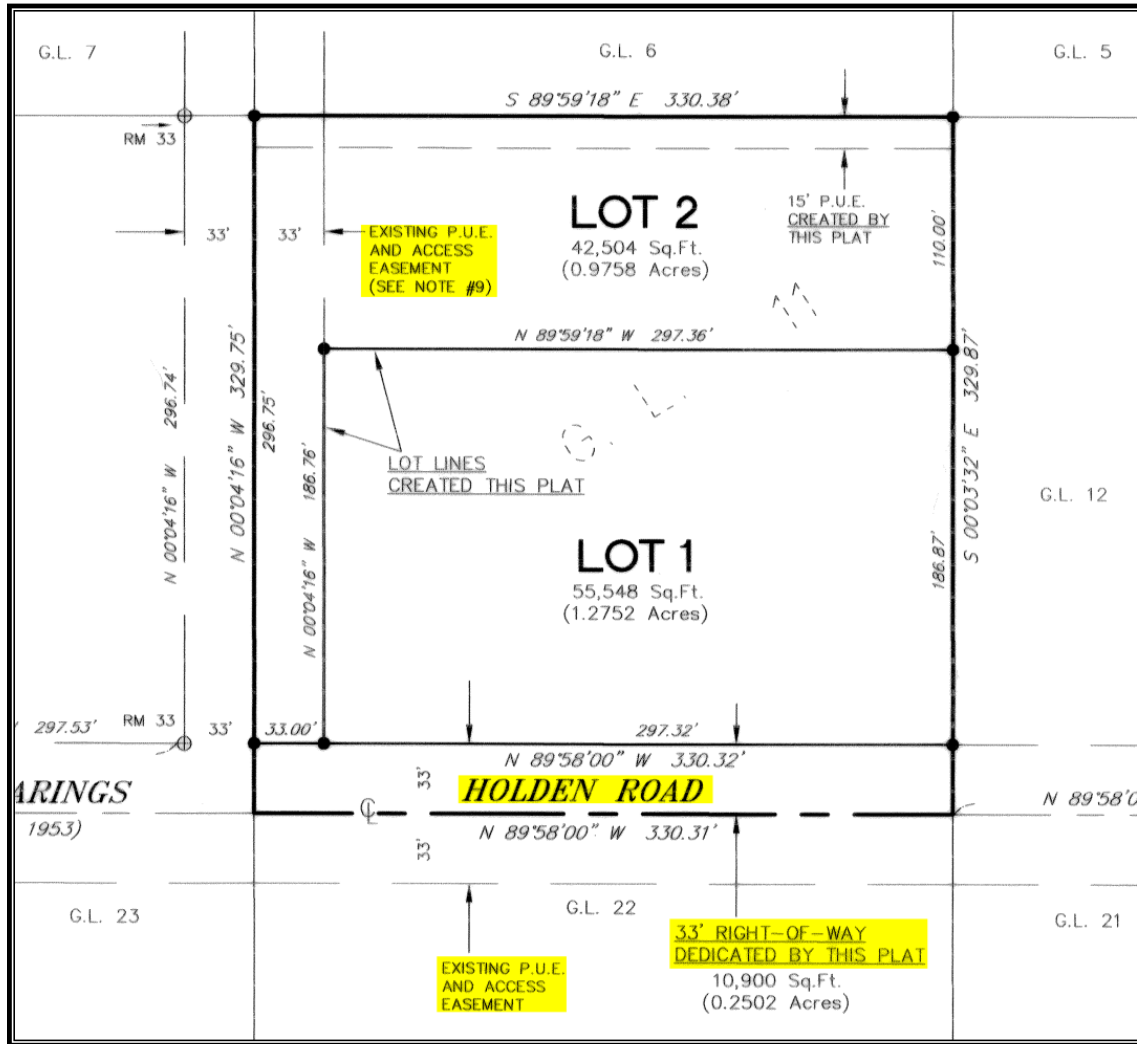 G.L. 7
G.L. 6
G.L. 5
S 89°59'18" E 330.38'
RM 33
33'
33'
EXISTING P.U.E.
AND ACCESS
EASEMENT
(SEE NOTE #9)
LOT 2
42,504 Sq.Ft.
(0.9758 Acres)
15' P.U.E.
CREATED BY
THIS PLAT
110.00'
N 89°59'18" W 297.36'
N 00°04'16" W 296.74'
N 00°04'16" W 329.75'
296.75'
N 00°04'16" W 186.76'
S 00°03'32" E 329.87'
186.87'
G.L. 11
LOT LINES
CREATED THIS PLAT
G.L. 12
LOT 1
55,548 Sq.Ft.
(1.2752 Acres)
297.53'
RM 33
33'
33.00'
297.32'
N 89°58'00" W 330.32'
33'
HOLDEN ROAD
ARINGS
1953)
N 89°58'0
CL
N 89°58'00" W 330.31'
33'
G.L. 23
G.L. 22
G.L. 21
EXISTING P.U.E.
AND ACCESS
EASEMENT
33' RIGHT-OF-WAY
DEDICATED BY THIS PLAT
10,900 Sq.Ft.
(0.2502 Acres)